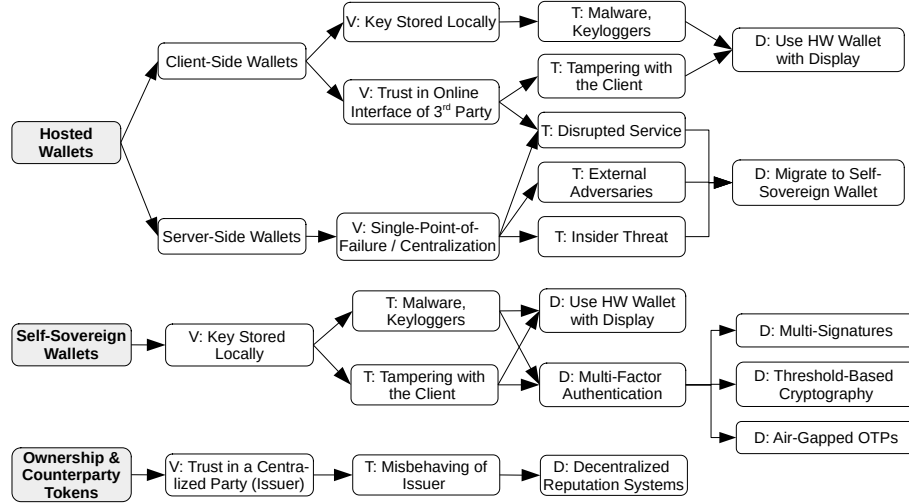 Hosted
Wallets
Client-Side Wallets
Server-Side Wallets
V: Key Stored Locally
V: Trust in Online
Interface of 3rd Party
V: Single-Point-of-
Failure / Centralization
T: Malware,
Keyloggers
T: Tampering with
the Client
T: Disrupted Service
T: External
Adversaries
T: Insider Threat
D: Use HW Wallet
with Display
D: Migrate to Self-
Sovereign Wallet
Self-Sovereign
Wallets
V: Key Stored
Locally
T: Malware,
Keyloggers
T: Tampering with
the Client
D: Use HW Wallet
with Display
D: Multi-Factor
Authentication
D: Multi-Signatures
D: Threshold-Based
Cryptography
D: Air-Gapped OTPs
Ownership &
Counterparty
Tokens
V: Trust in a Centra-
lized Party (Issuer)
T: Misbehaving of
Issuer
D: Decentralized
Reputation Systems